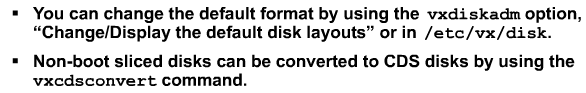 ▪ You can change the default format by using the vxdiskadm option,
“Change/Display the default disk layouts” or in /etc/vx/disk.
▪ Non-boot sliced disks can be converted to CDS disks by using the
vxcdsconvert command.